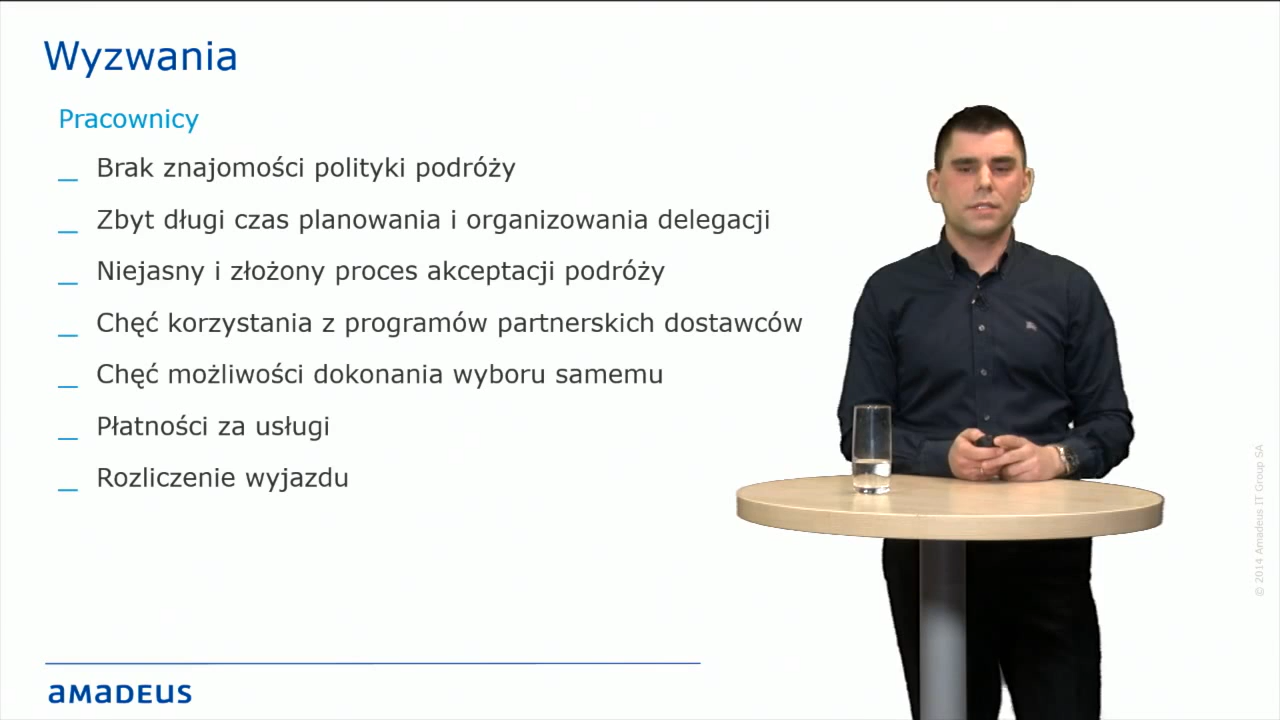 Wyzwania
Pracownicy
_ Brak znajomości polityki podróży
_ Zbyt długi czas planowania i organizowania delegacji
_ Niejasny i złożony proces akceptacji podróży
_ Chęć korzystania z programów partnerskich dostawców
_ Chęć możliwości dokonania wyboru samemu
_ Płatności za usługi
_ Rozliczenie wyjazdu
© 2014 Amadeus IT Group SA
amadeus